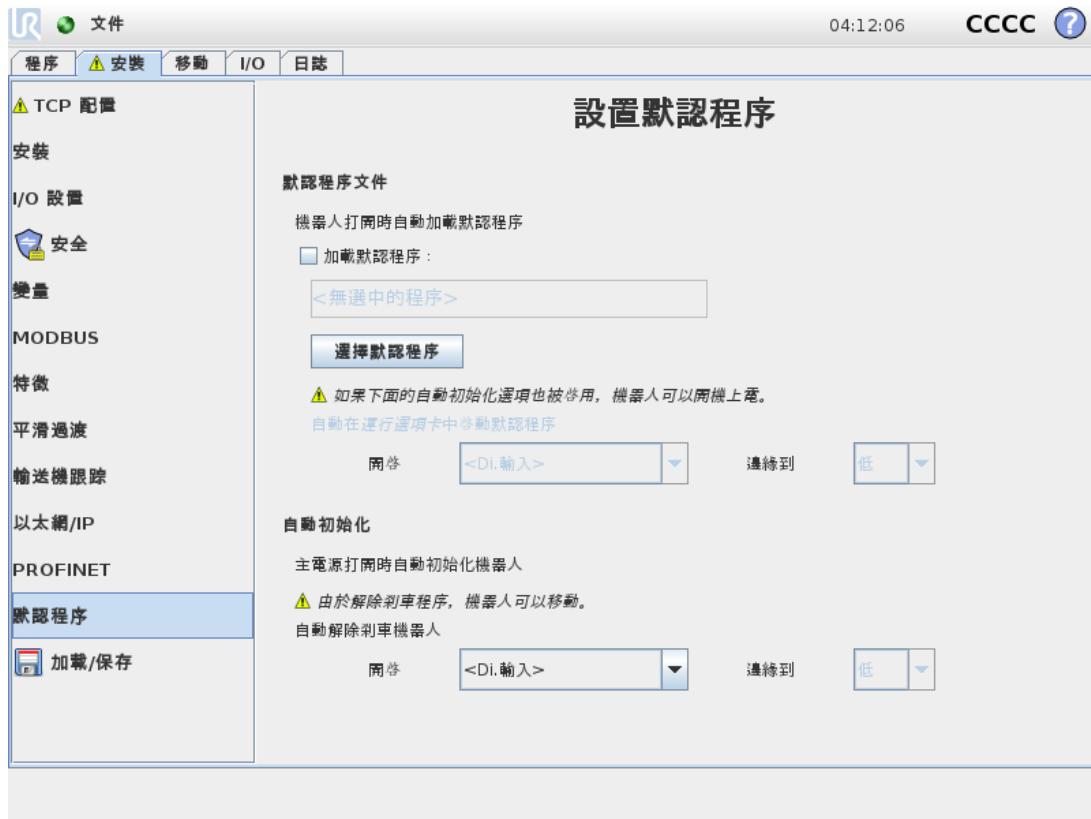 UR 文件 04:12:06 CCCC ?
程序 安裝 移動 I/O 日誌
TCP 配置
安裝
I/O 設置
安全
變量
MODBUS
特徵
平滑過渡
輸送機跟踪
以太網/IP
PROFINET
默認程序
加載/保存
設置默認程序
默認程序文件
機器人打開時自動加載默認程序
加載默認程序：
<無選中的程序>
選擇默認程序
如果下面的自動初始化選項也被啓用，機器人可以開機上電。
自動在運行選項卡中啓動默認程序
開啓 <Di.輸入> 邊緣到 低
自動初始化
主電源打開時自動初始化機器人
由於解除刹車程序，機器人可以移動。
自動解除刹車機器人
開啓 <Di.輸入> 邊緣到 低